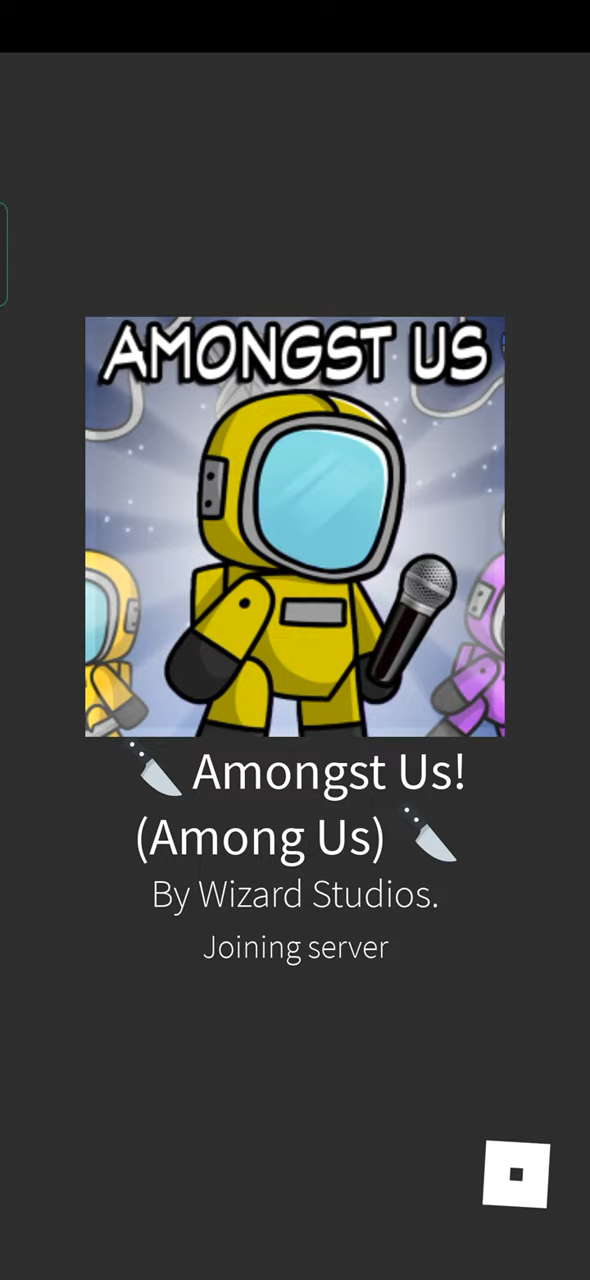 AMONGST US
🔪 Amongst Us!
(Among Us) 🔪
By Wizard Studios.
Joining server